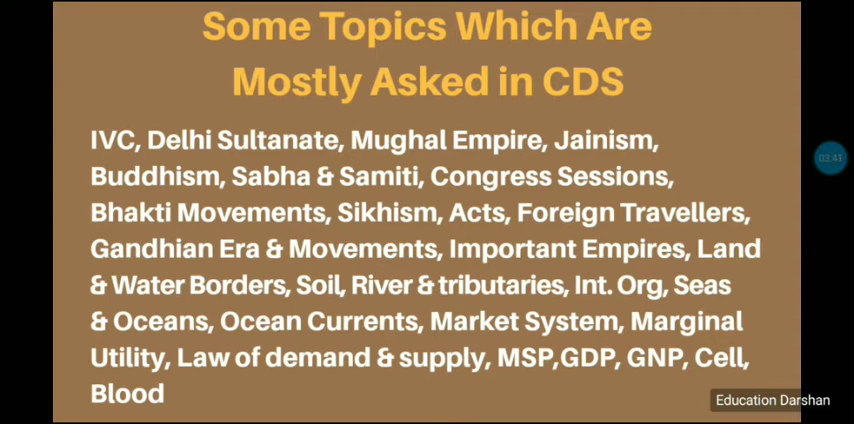 Some Topics Which Are
Mostly Asked in CDS
IVC, Delhi Sultanate, Mughal Empire, Jainism,
Buddhism, Sabha & Samiti, Congress Sessions,
Bhakti Movements, Sikhism, Acts, Foreign Travellers,
Gandhian Era & Movements, Important Empires, Land
& Water Borders, Soil, River & tributaries, Int. Org, Seas
& Oceans, Ocean Currents, Market System, Marginal
Utility, Law of demand & supply, MSP,GDP, GNP, Cell,
Blood
03:41
Education Darshan